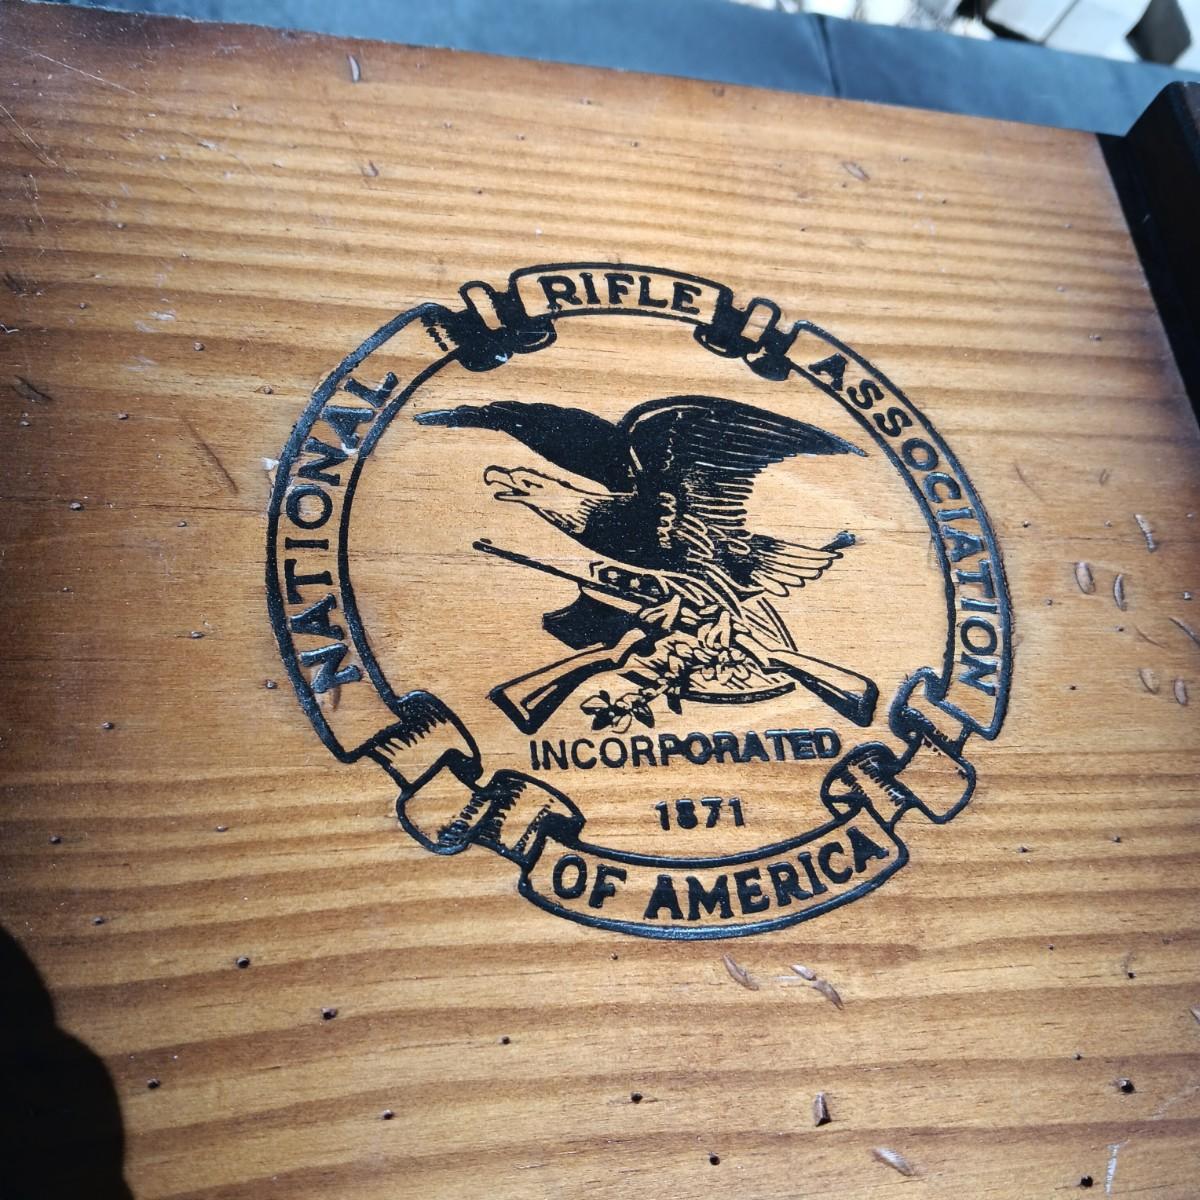 NATIONAL RIFLE ASSOCIATION
INCORPORATED
1871
OF AMERICA